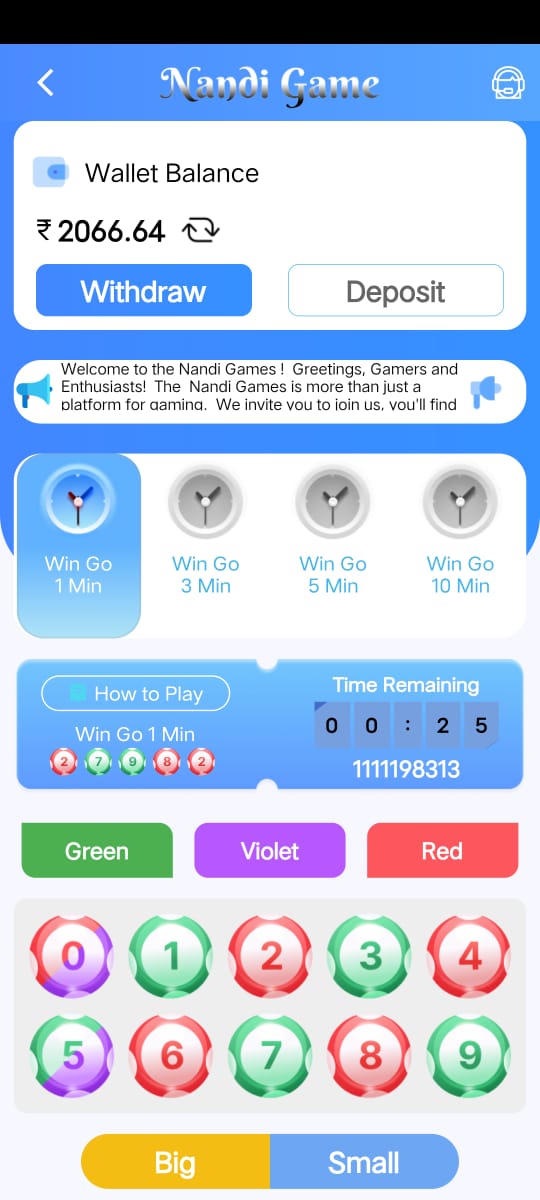 Nandi Game
Wallet Balance
₹ 2066.64
Withdraw Deposit
Welcome to the Nandi Games ! Greetings, Gamers and
Enthusiasts! The Nandi Games is more than just a
platform for gaming. We invite you to join us, you'll find
Win Go
1 Min
Win Go
3 Min
Win Go
5 Min
Win Go
10 Min
How to Play
Win Go 1 Min
2 7 9 8 2
Time Remaining
0 0 : 2 5
1111198313
Green Violet Red
0 1 2 3 4
5 6 7 8 9
Big Small